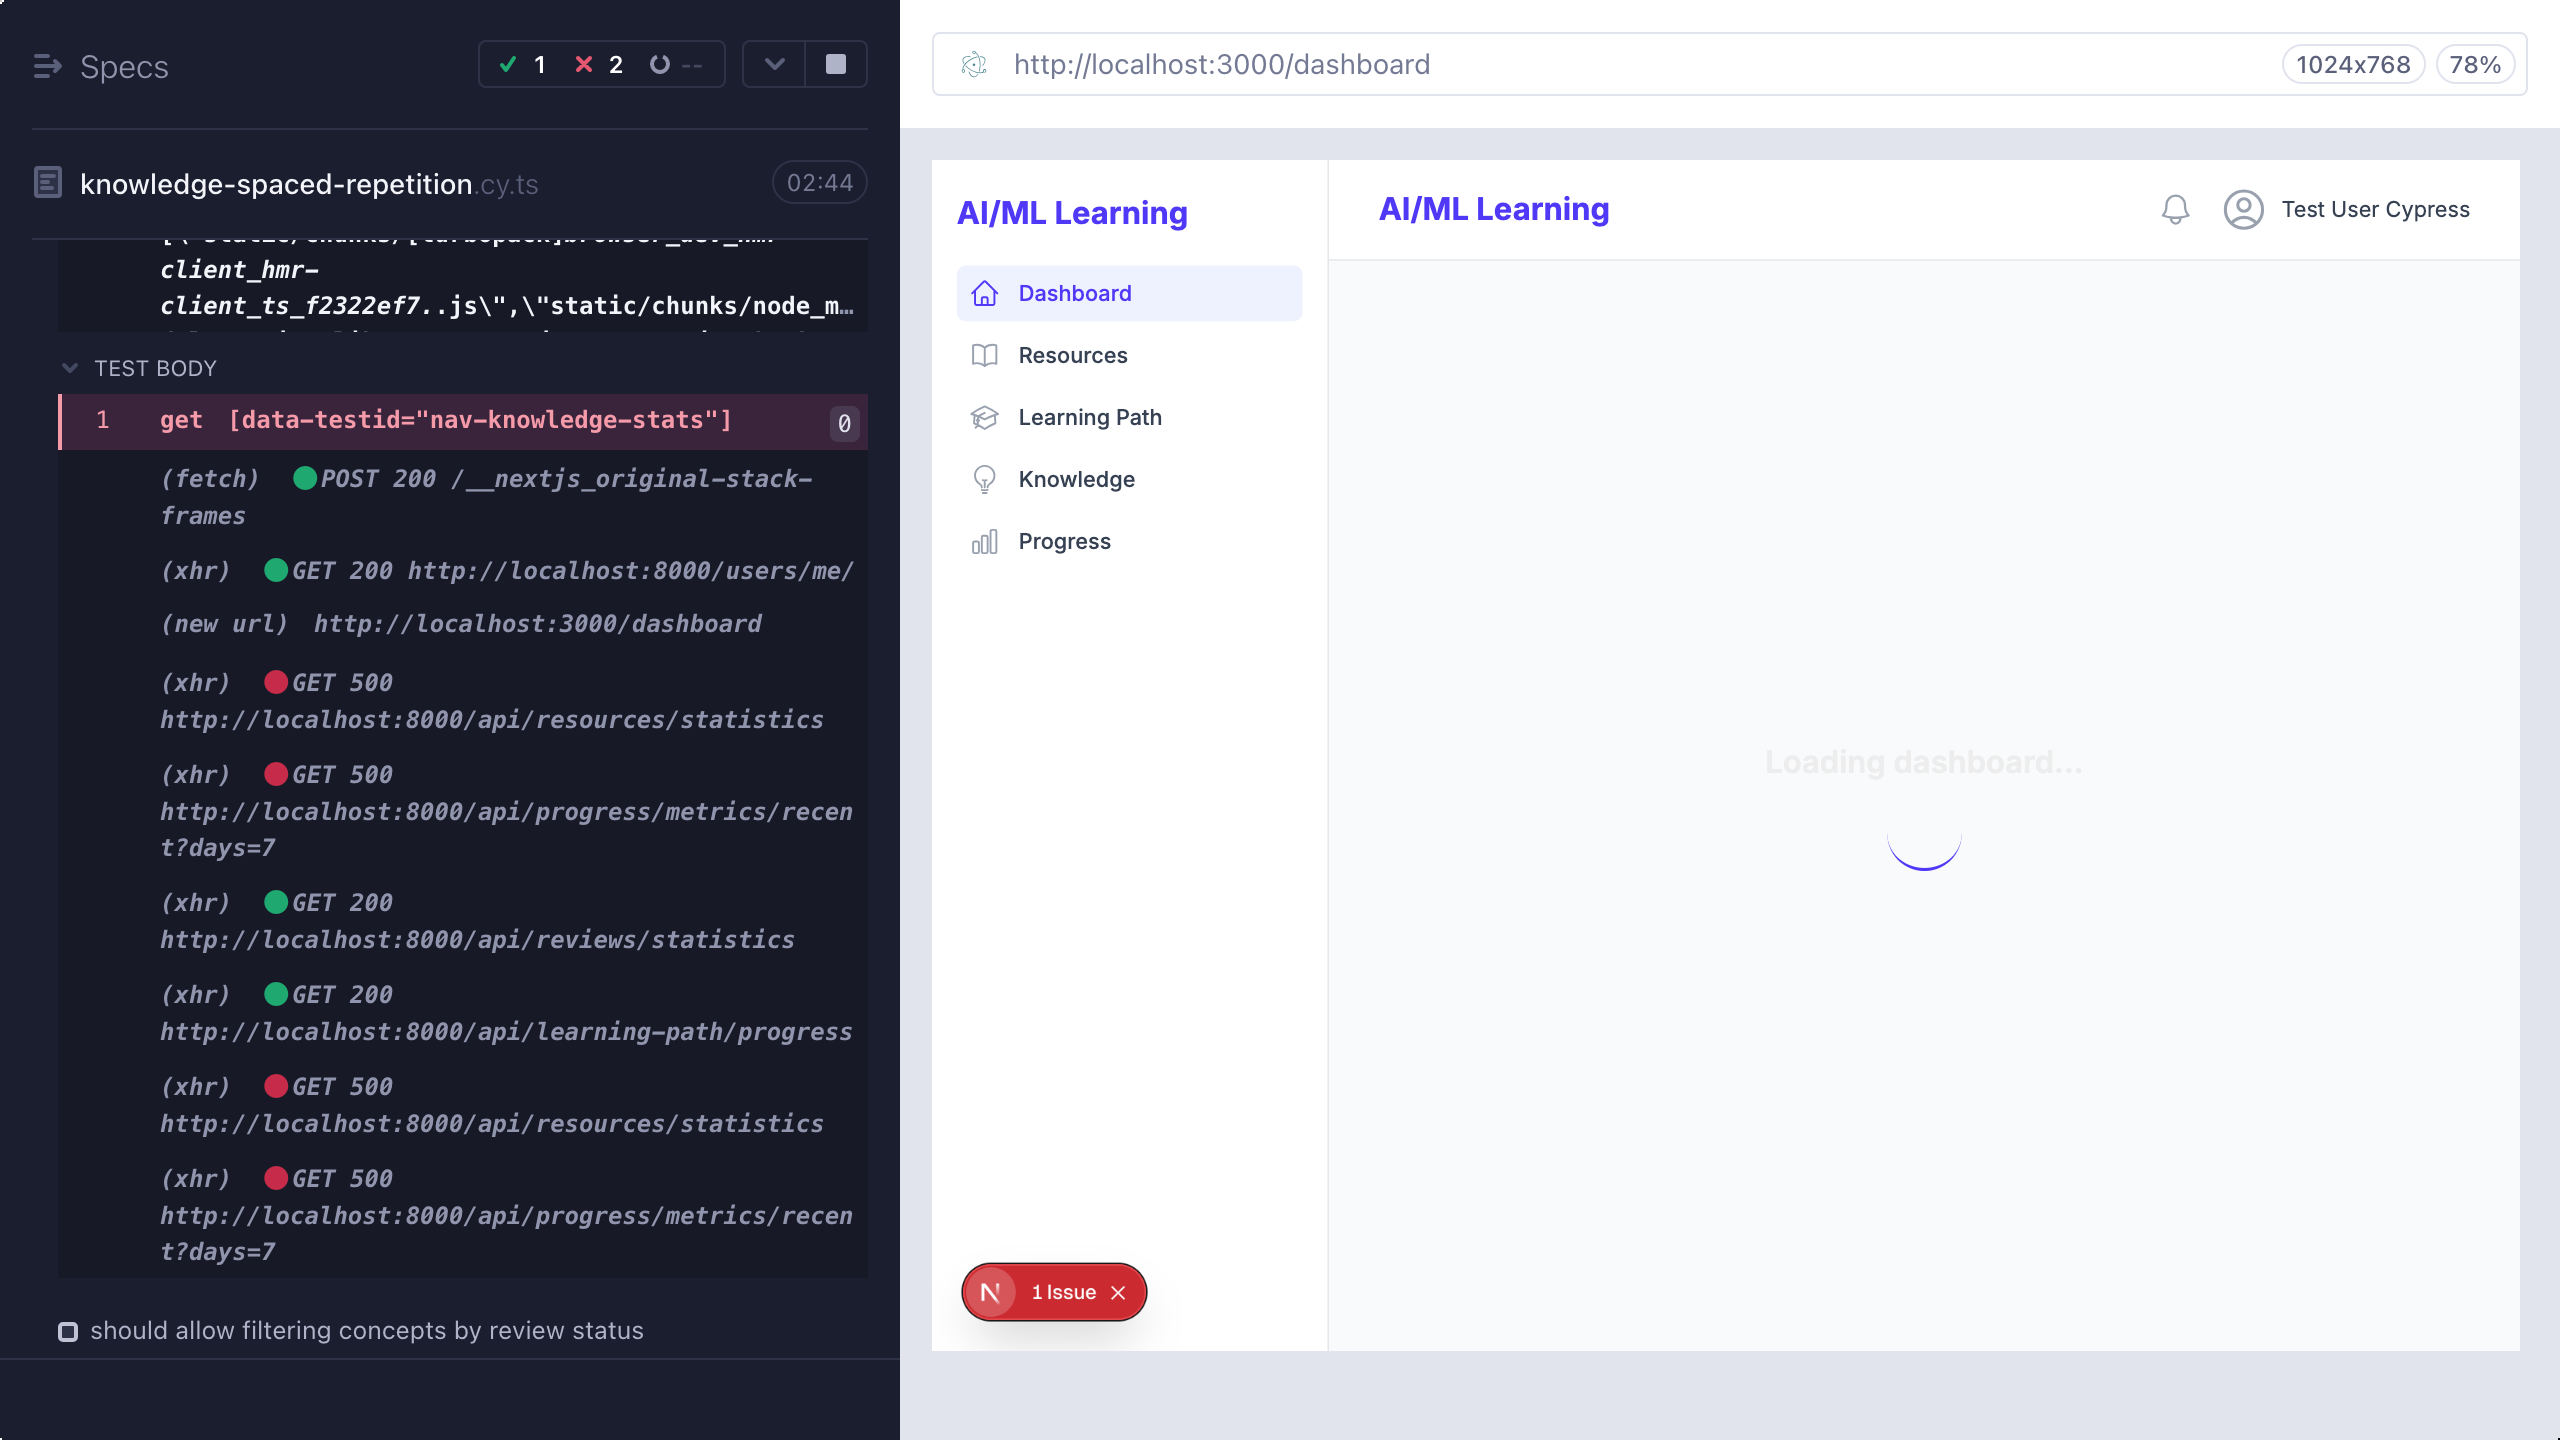 Specs
1
2
--
knowledge-spaced-repetition.cy.ts
02:44
client_hmr-
client_ts_f2322ef7..js\",\"static/chunks/node_m…
TEST BODY
1 get [data-testid="nav-knowledge-stats"] 0
(fetch) POST 200 /__nextjs_original-stack-
frames
(xhr) GET 200 http://localhost:8000/users/me/
(new url) http://localhost:3000/dashboard
(xhr) GET 500
http://localhost:8000/api/resources/statistics
(xhr) GET 500
http://localhost:8000/api/progress/metrics/recen
t?days=7
(xhr) GET 200
http://localhost:8000/api/reviews/statistics
(xhr) GET 200
http://localhost:8000/api/learning-path/progress
(xhr) GET 500
http://localhost:8000/api/resources/statistics
(xhr) GET 500
http://localhost:8000/api/progress/metrics/recen
t?days=7
should allow filtering concepts by review status
http://localhost:3000/dashboard
1024x768
78%
AI/ML Learning
Dashboard
Resources
Learning Path
Knowledge
Progress
N 1 Issue
AI/ML Learning
Test User Cypress
Loading dashboard...